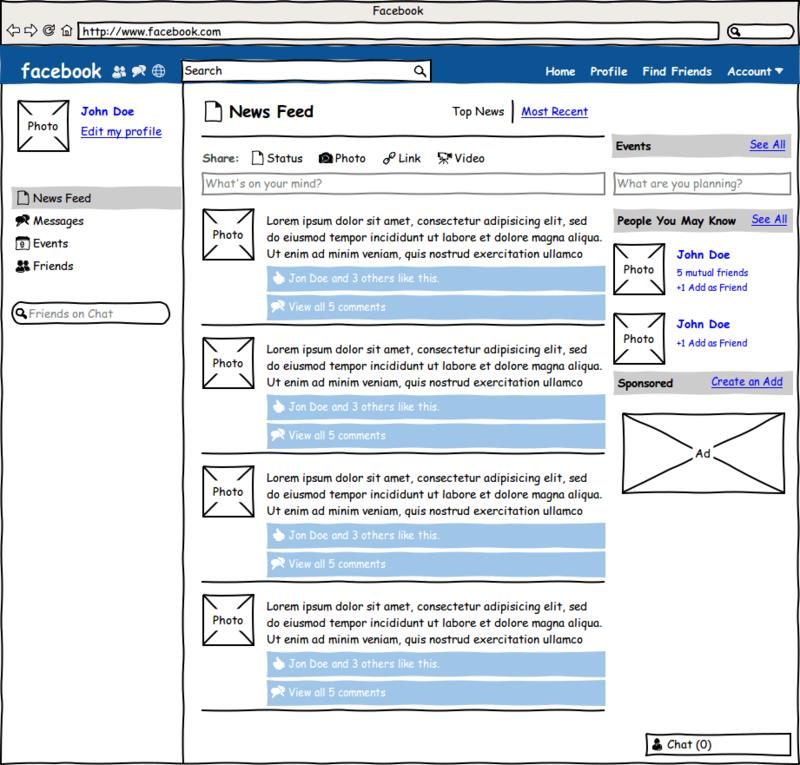 Facebook
http://www.facebook.com
facebook
Search
Home Profile Find Friends Account
Photo
John Doe
Edit my profile
News Feed
Messages
Events
Friends
Friends on Chat
News Feed
Top News
Most Recent
Share: Status Photo Link Video
What's on your mind?
Photo
Lorem ipsum dolor sit amet, consectetur adipisicing elit, sed
do eiusmod tempor incididunt ut labore et dolore magna aliqua.
Ut enim ad minim veniam, quis nostrud exercitation ullamco
Jon Doe and 3 others like this.
View all 5 comments
Photo
Lorem ipsum dolor sit amet, consectetur adipisicing elit, sed
do eiusmod tempor incididunt ut labore et dolore magna aliqua.
Ut enim ad minim veniam, quis nostrud exercitation ullamco
Jon Doe and 3 others like this.
View all 5 comments
Photo
Lorem ipsum dolor sit amet, consectetur adipisicing elit, sed
do eiusmod tempor incididunt ut labore et dolore magna aliqua.
Ut enim ad minim veniam, quis nostrud exercitation ullamco
Jon Doe and 3 others like this.
View all 5 comments
Photo
Lorem ipsum dolor sit amet, consectetur adipisicing elit, sed
do eiusmod tempor incididunt ut labore et dolore magna aliqua.
Ut enim ad minim veniam, quis nostrud exercitation ullamco
Jon Doe and 3 others like this.
View all 5 comments
Events See All
What are you planning?
People You May Know See All
Photo
John Doe
5 mutual friends
+1 Add as Friend
Photo
John Doe
+1 Add as Friend
Sponsored Create an Add
Ad
Chat (0)